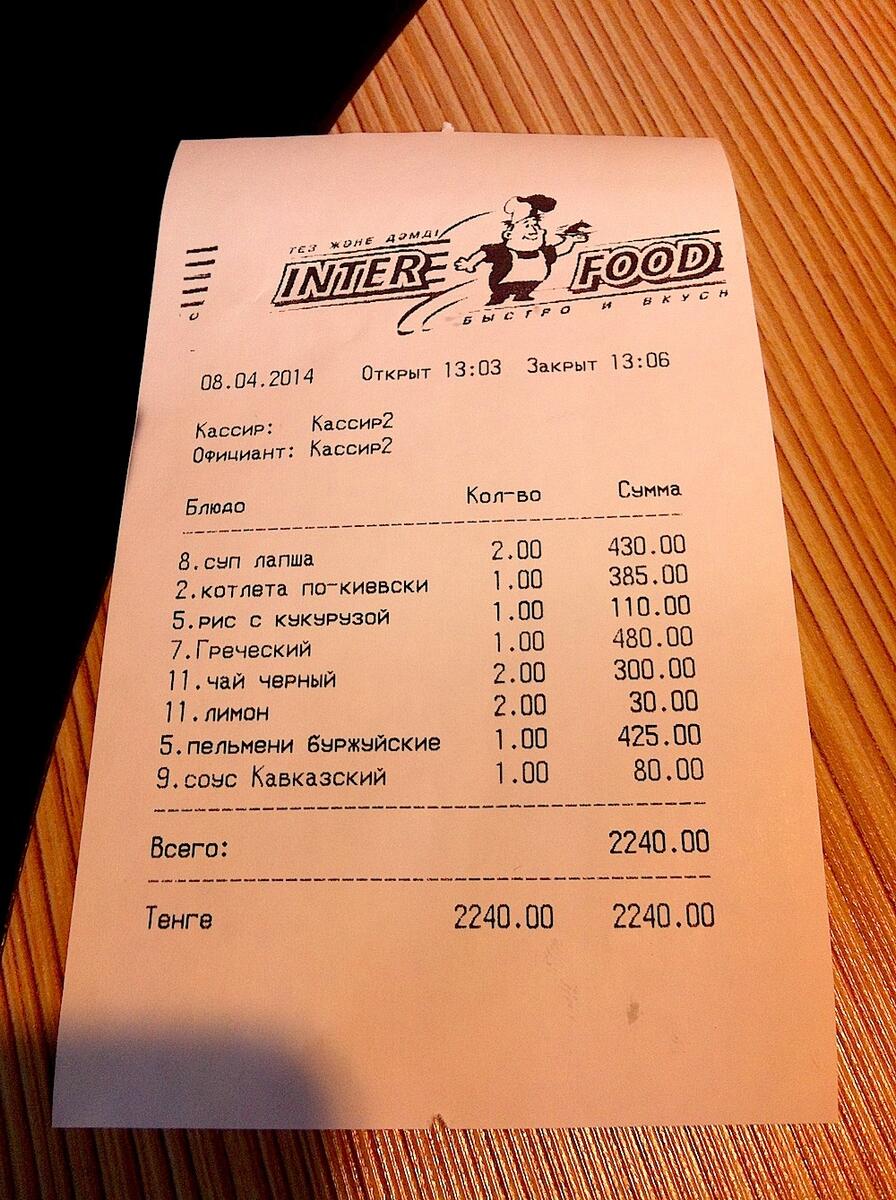 ТЕЗ ЖӘНЕ ДӘМДІ
INTER FOOD
БЫСТРО И ВКУСН
08.04.2014 Открыт 13:03 Закрыт 13:06
Кассир: Кассир2
Официант: Кассир2
Блюдо Кол-во Сумма
8.суп лапша 2.00 430.00
2.котлета по-киевски 1.00 385.00
5.рис с кукурузой 1.00 110.00
7.Греческий 1.00 480.00
11.чай черный 2.00 300.00
11.лимон 2.00 30.00
5.пельмени буржуйские 1.00 425.00
9.соус Кавказский 1.00 80.00
Всего: 2240.00
Тенге 2240.00 2240.00